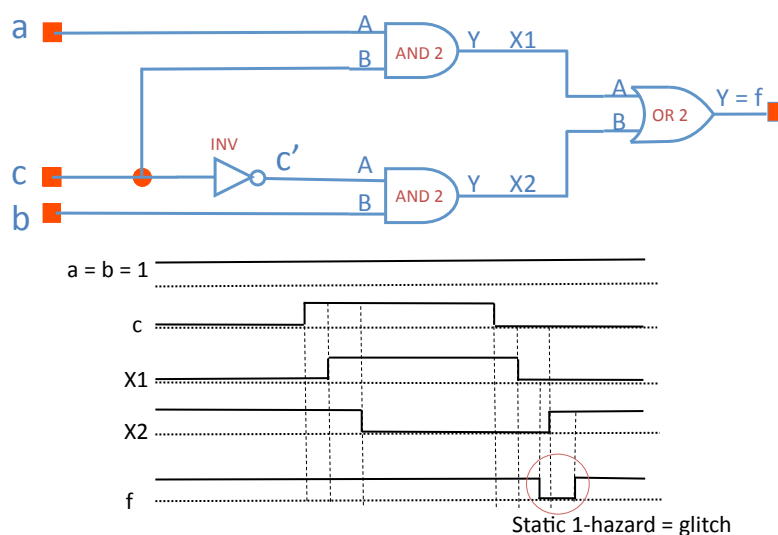 a
A
AND 2
Y
X1
B
A
OR 2
Y = f
B
INV
c
c’
A
AND 2
Y
X2
b
B
a = b = 1
c
X1
X2
f
Static 1-hazard = glitch